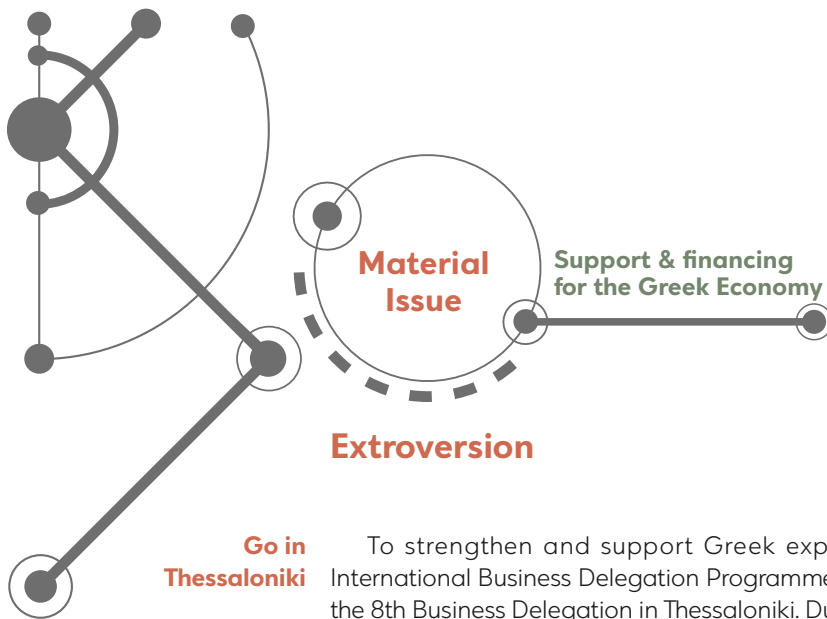 Material
Issue
Support & financing
for the Greek Economy
Extroversion
Go in
Thessaloniki
To strengthen and support Greek exp
International Business Delegation Programme
the 8th Business Delegation in Thessaloniki. Du